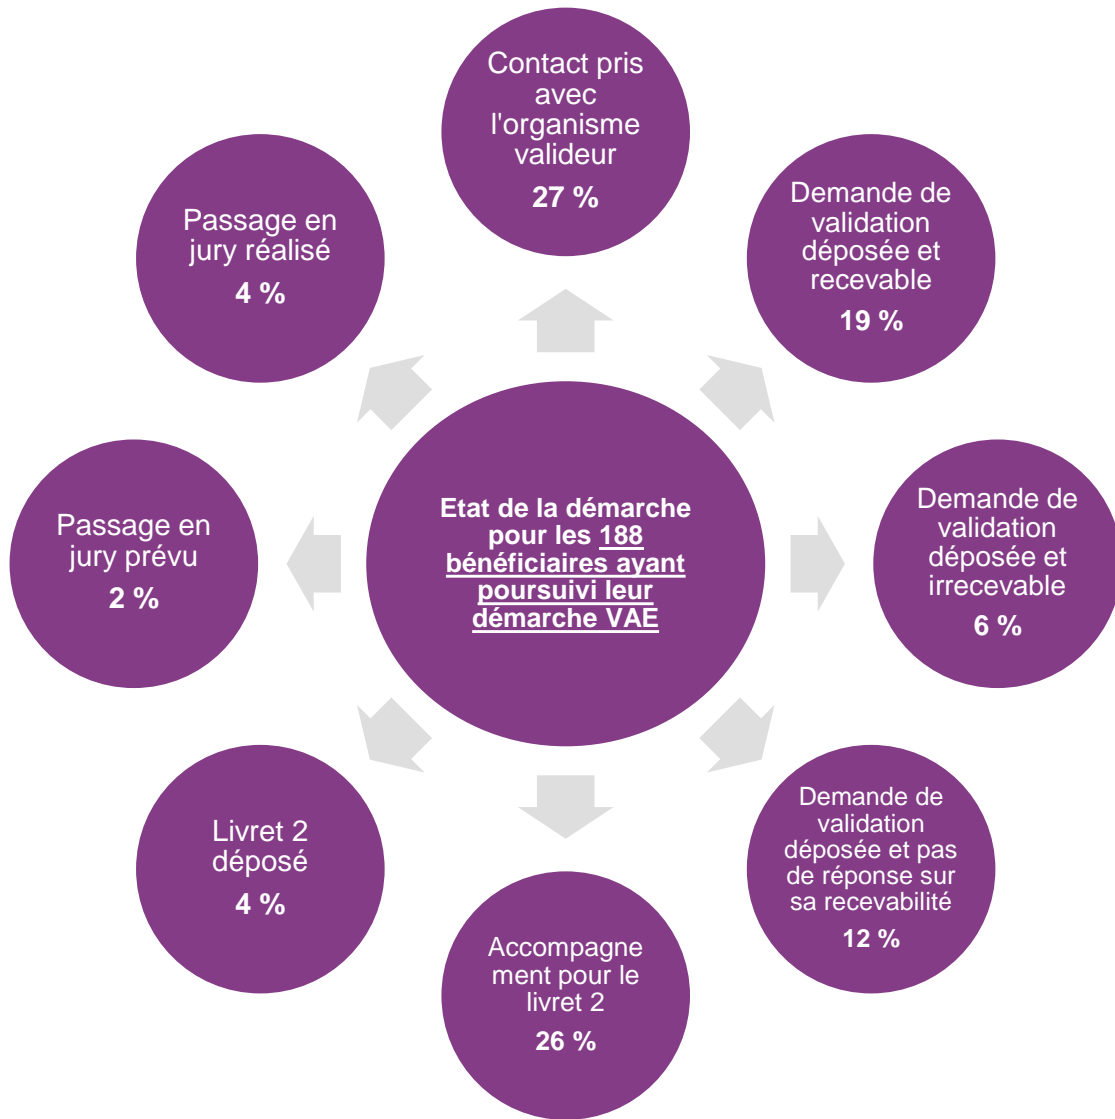 Contact pris
avec
l'organisme
valideur
27 %
Demande de
validation
déposée et
recevable
19 %
Demande de
validation
déposée et
irrecevable
6 %
Demande de
validation
déposée et pas
de réponse sur
sa recevabilité
12 %
Accompagne
ment pour le
livret 2
26 %
Livret 2
déposé
4 %
Passage en
jury prévu
2 %
Passage en
jury réalisé
4 %
Etat de la démarche
pour les 188
bénéficiaires ayant
poursuivi leur
démarche VAE